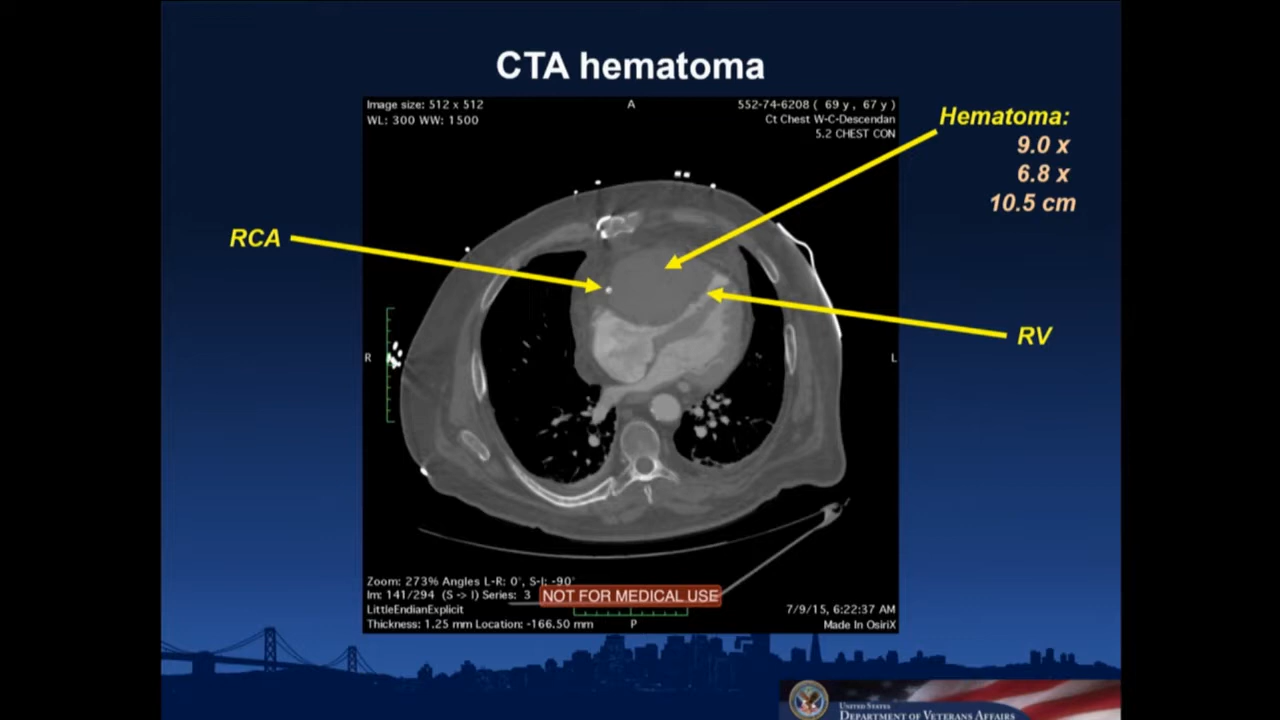 CTA hematoma
Image size: 512 x 512
WL: 300 WW: 1500
A
552-74-6208 ( 69 y , 67 y )
Ct Chest W-C-Descendan
5.2 CHEST CON
Hematoma:
9.0 x
6.8 x
10.5 cm
RCA
RV
R
L
Zoom: 273% Angles L-R: 0°, S-I: -90°
Im: 141/294 (S -> I) Series: 3
NOT FOR MEDICAL USE
LittleEndianExplicit
7/9/15, 6:22:37 AM
Thickness: 1.25 mm Location: -166.50 mm
P
Made In OsiriX
UNITED STATES
DEPARTMENT OF VETERANS AFFAIRS